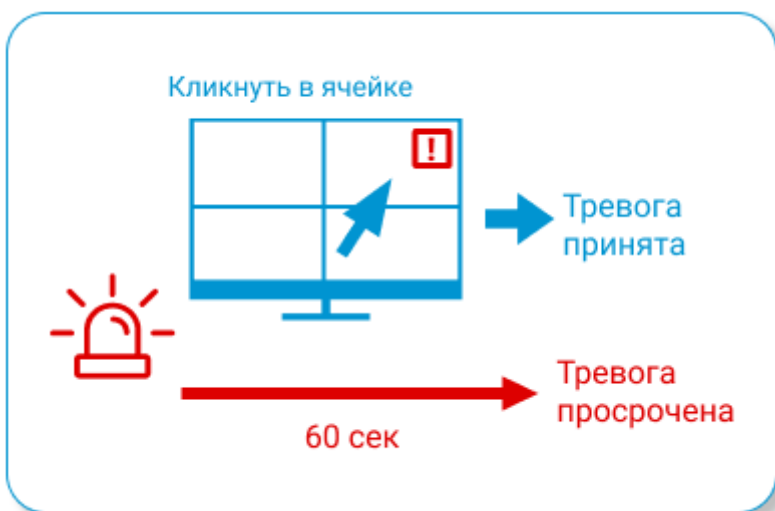 Кликнуть в ячейке
!
Тревога
принята
Тревога
просрочена
60 сек